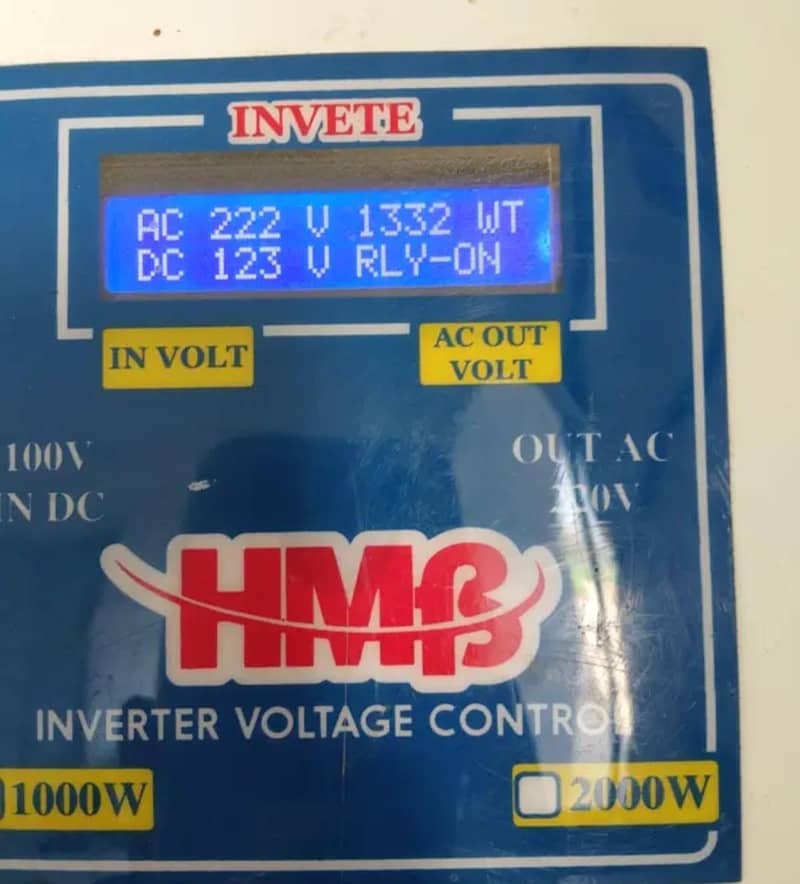 INVETE
AC 222 V 1332 WT
DC 123 V RLY-ON
IN VOLT
AC OUT
VOLT
100V
IN DC
OUT AC
220V
HMB
INVERTER VOLTAGE CONTRO
1000W
2000W